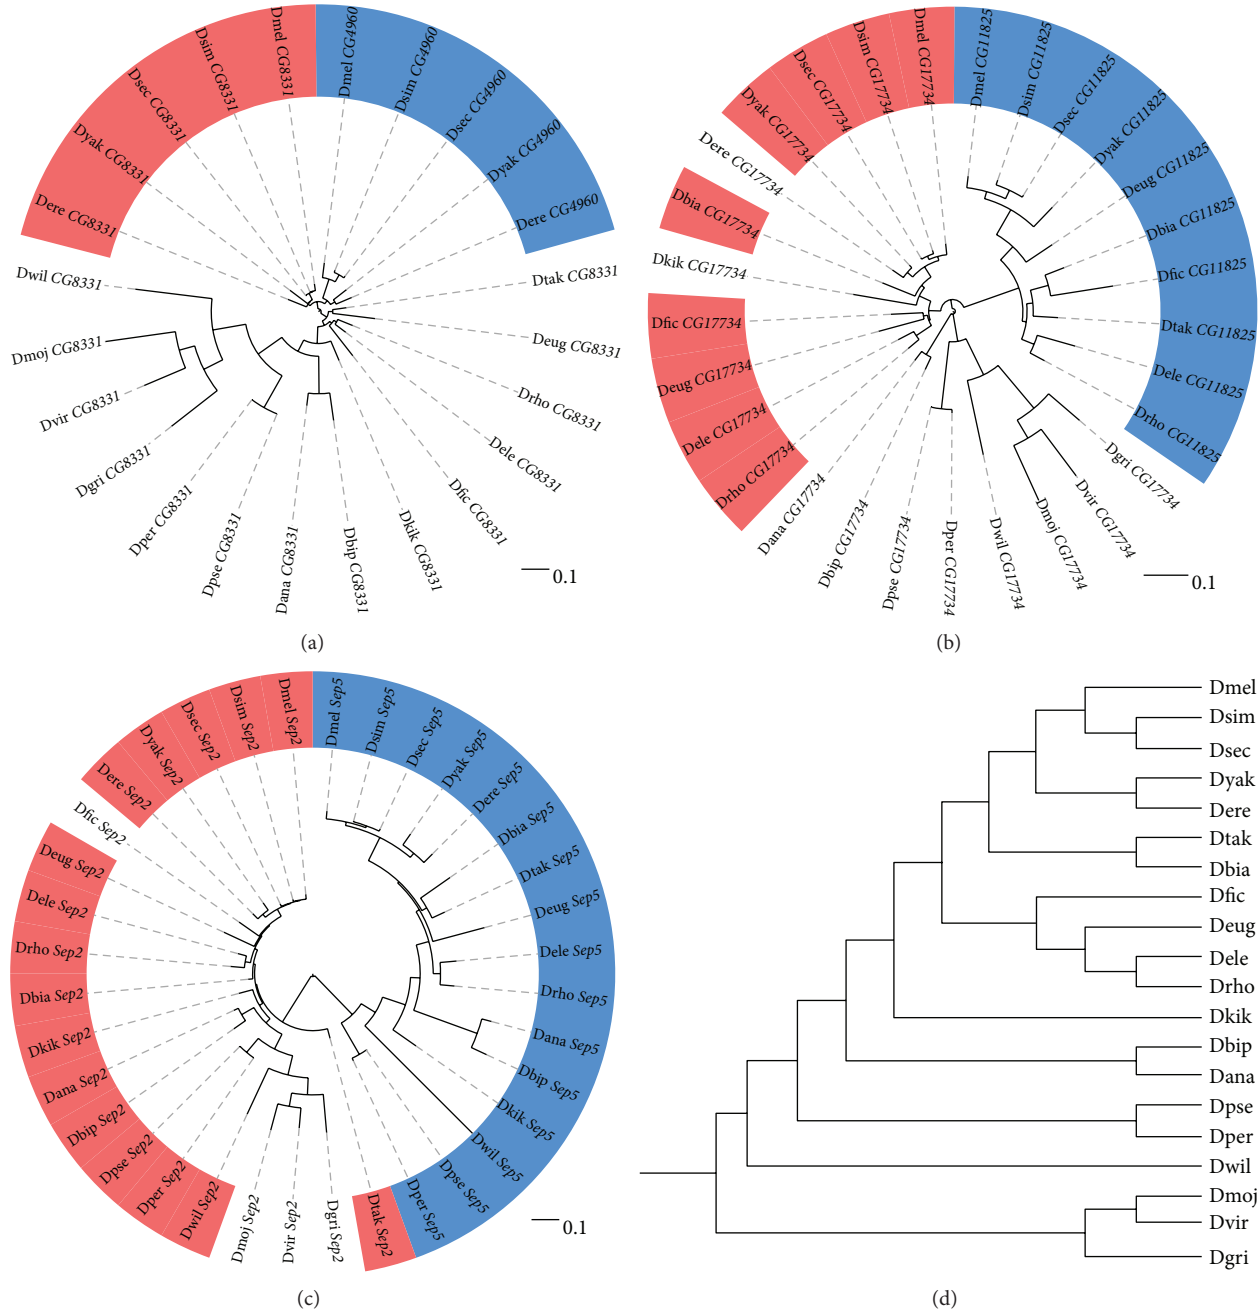 Dmel CG8331
Dsim CG8331
Dsec CG8331
Dyak CG8331
Dere CG8331
Dmel CG4960
Dsim CG4960
Dsec CG4960
Dyak CG4960
Dere CG4960
Dtak CG8331
Deug CG8331
Drho CG8331
Dele CG8331
Dfic CG8331
Dkik CG8331
Dbip CG8331
Dana CG8331
Dpse CG8331
Dper CG8331
Dgri CG8331
Dvir CG8331
Dmoj CG8331
Dwil CG8331
0.1
(a)
Dmel CG17734
Dsim CG17734
Dsec CG17734
Dyak CG17734
Dere CG17734
Dbia CG17734
Dkik CG17734
Dfic CG17734
Deug CG17734
Dele CG17734
Drho CG17734
Dana CG17734
Dbip CG17734
Dpse CG17734
Dper CG17734
Dwil CG17734
Dmoj CG17734
Dvir CG17734
Dgri CG17734
Dmel CG11825
Dsim CG11825
Dsec CG11825
Dyak CG11825
Deug CG11825
Dbia CG11825
Dfic CG11825
Dtak CG11825
Dele CG11825
Drho CG11825
0.1
(b)
Dmel Sep2
Dsim Sep2
Dsec Sep2
Dyak Sep2
Dere Sep2
Dfic Sep2
Deug Sep2
Dele Sep2
Drho Sep2
Dbia Sep2
Dkik Sep2
Dana Sep2
Dbip Sep2
Dpse Sep2
Dper Sep2
Dwil Sep2
Dmoj Sep2
Dvir Sep2
Dgri Sep2
Dtak Sep2
Dmel Sep5
Dsim Sep5
Dsec Sep5
Dyak Sep5
Dere Sep5
Dbia Sep5
Dtak Sep5
Deug Sep5
Dele Sep5
Drho Sep5
Dana Sep5
Dbip Sep5
Dkik Sep5
Dwil Sep5
Dpse Sep5
Dper Sep5
0.1
(c)
Dmel
Dsim
Dsec
Dyak
Dere
Dtak
Dbia
Dfic
Deug
Dele
Drho
Dkik
Dbip
Dana
Dpse
Dper
Dwil
Dmoj
Dvir
Dgri
(d)